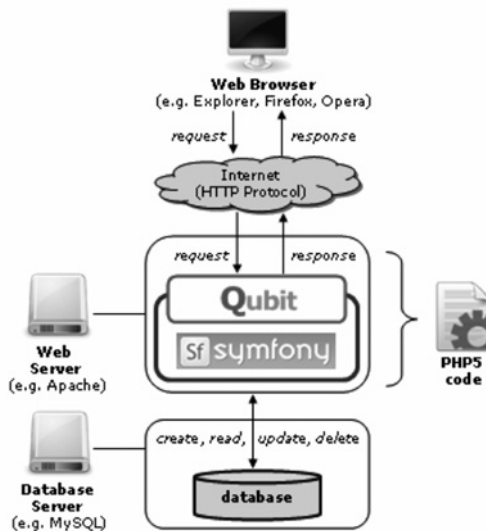 Web Browser
(e.g. Explorer, Firefox, Opera)
request
response
Internet
(HTTP Protocol)
request
response
Qubit
Sf symfony
Web
Server
(e.g. Apache)
PHP5
code
create, read, update, delete
database
Database
Server
(e.g. MySQL)